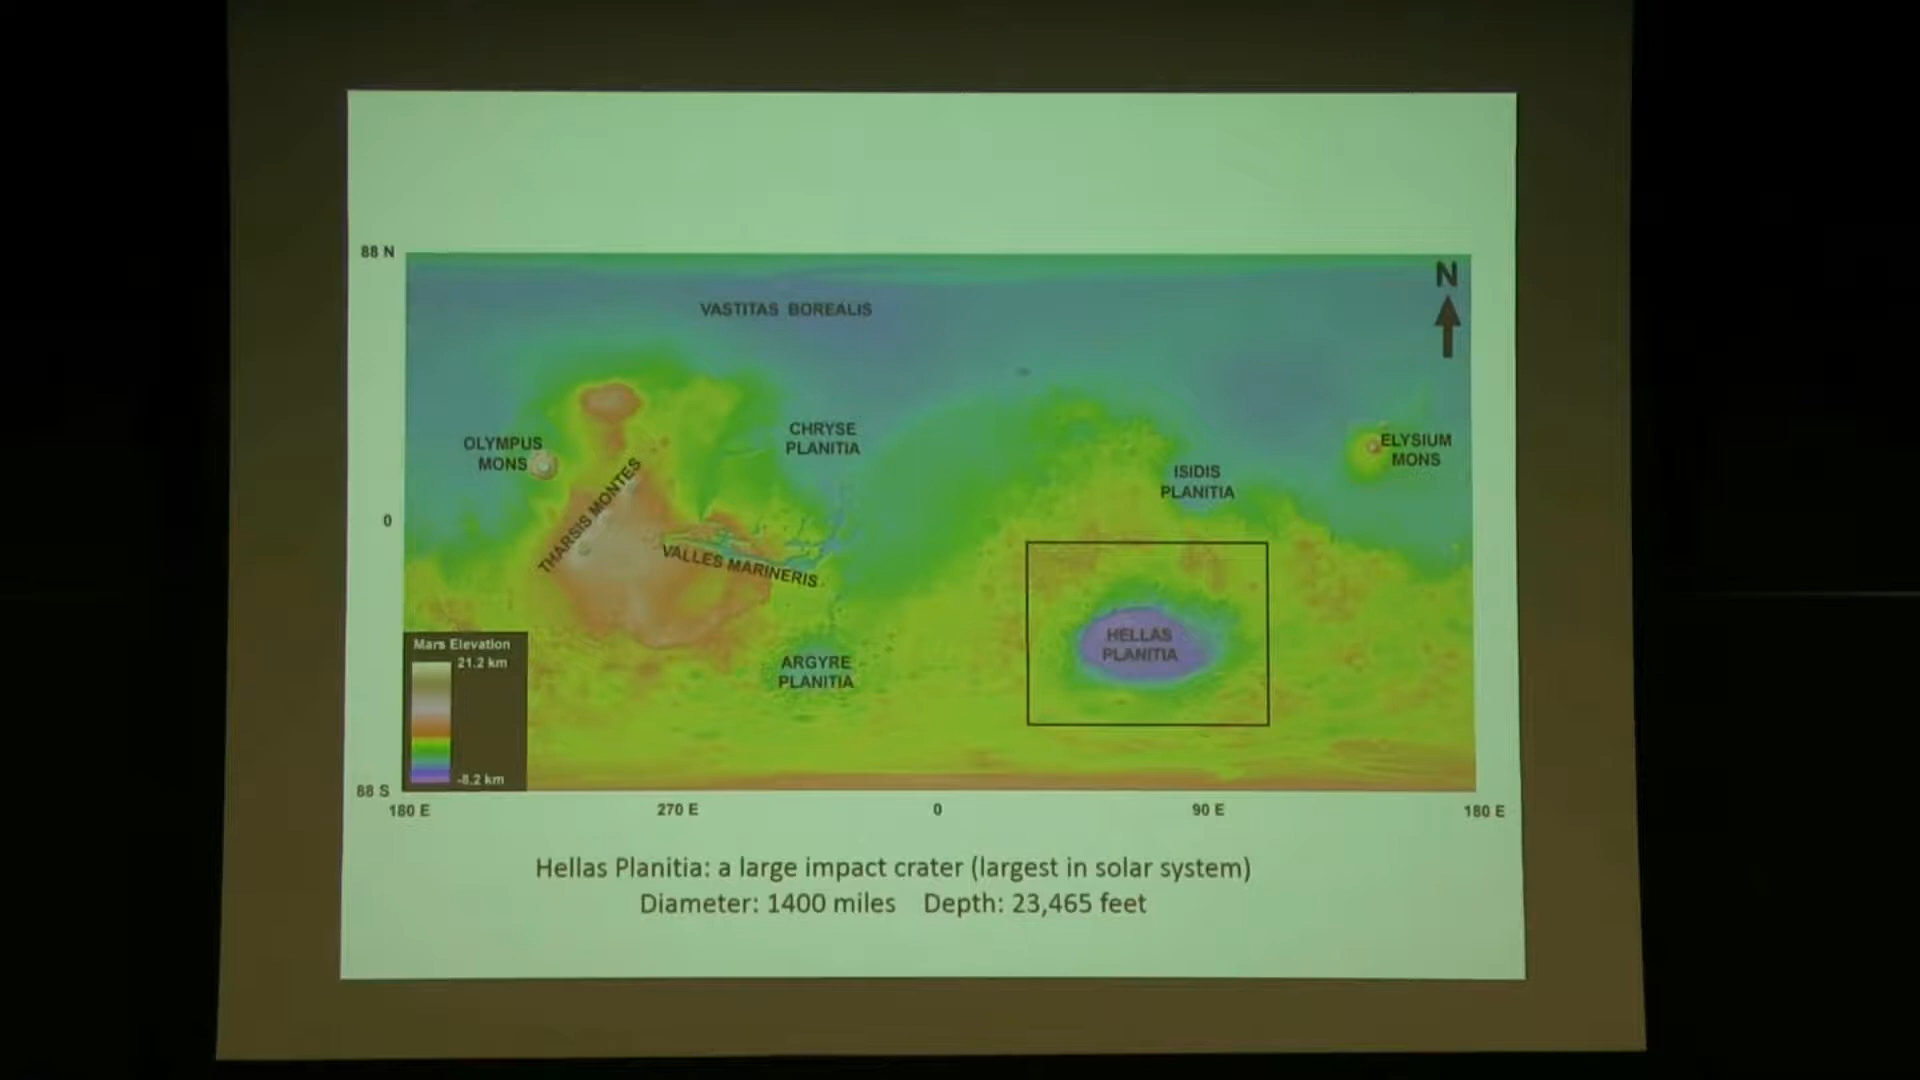 88 N
N
VASTITAS BOREALIS
OLYMPUS
MONS
CHRYSE
PLANITIA
ELYSIUM
MONS
ISIDIS
PLANITIA
THARSIS MONTES
0
VALLES MARINERIS
HELLAS
PLANITIA
ARGYRE
PLANITIA
Mars Elevation
21.2 km
-8.2 km
88 S
180 E
270 E
0
90 E
180 E
Hellas Planitia: a large impact crater (largest in solar system)
Diameter: 1400 miles Depth: 23,465 feet